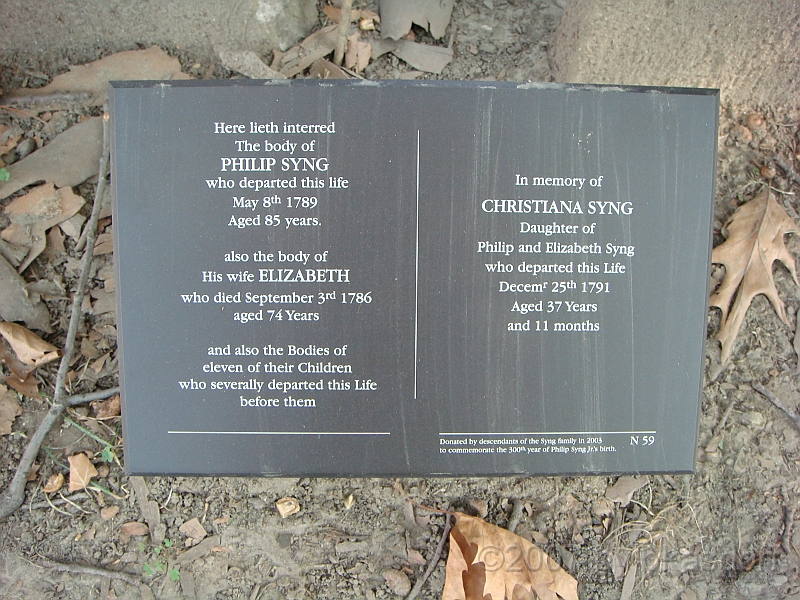 Here lieth interred
The body of
PHILIP SYNG
who departed this life
May 8th 1789
Aged 85 years.
also the body of
His wife ELIZABETH
who died September 3rd 1786
aged 74 Years
and also the Bodies of
eleven of their Children
who severally departed this Life
before them
In memory of
CHRISTIANA SYNG
Daughter of
Philip and Elizabeth Syng
who departed this Life
Decemr 25th 1791
Aged 37 Years
and 11 months
Donated by descendants of the Syng family in 2003
to commemorate the 300th year of Philip Syng Jr.'s birth.
N 59